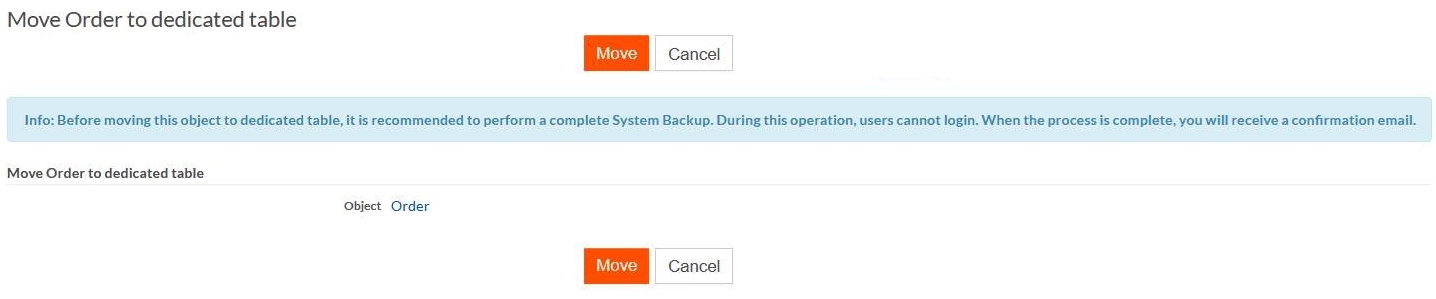 Move Order to dedicated table
Move Cancel
Info: Before moving this object to dedicated table, it is recommended to perform a complete System Backup. During this operation, users cannot login. When the process is complete, you will receive a confirmation email.
Move Order to dedicated table
Object Order
Move Cancel